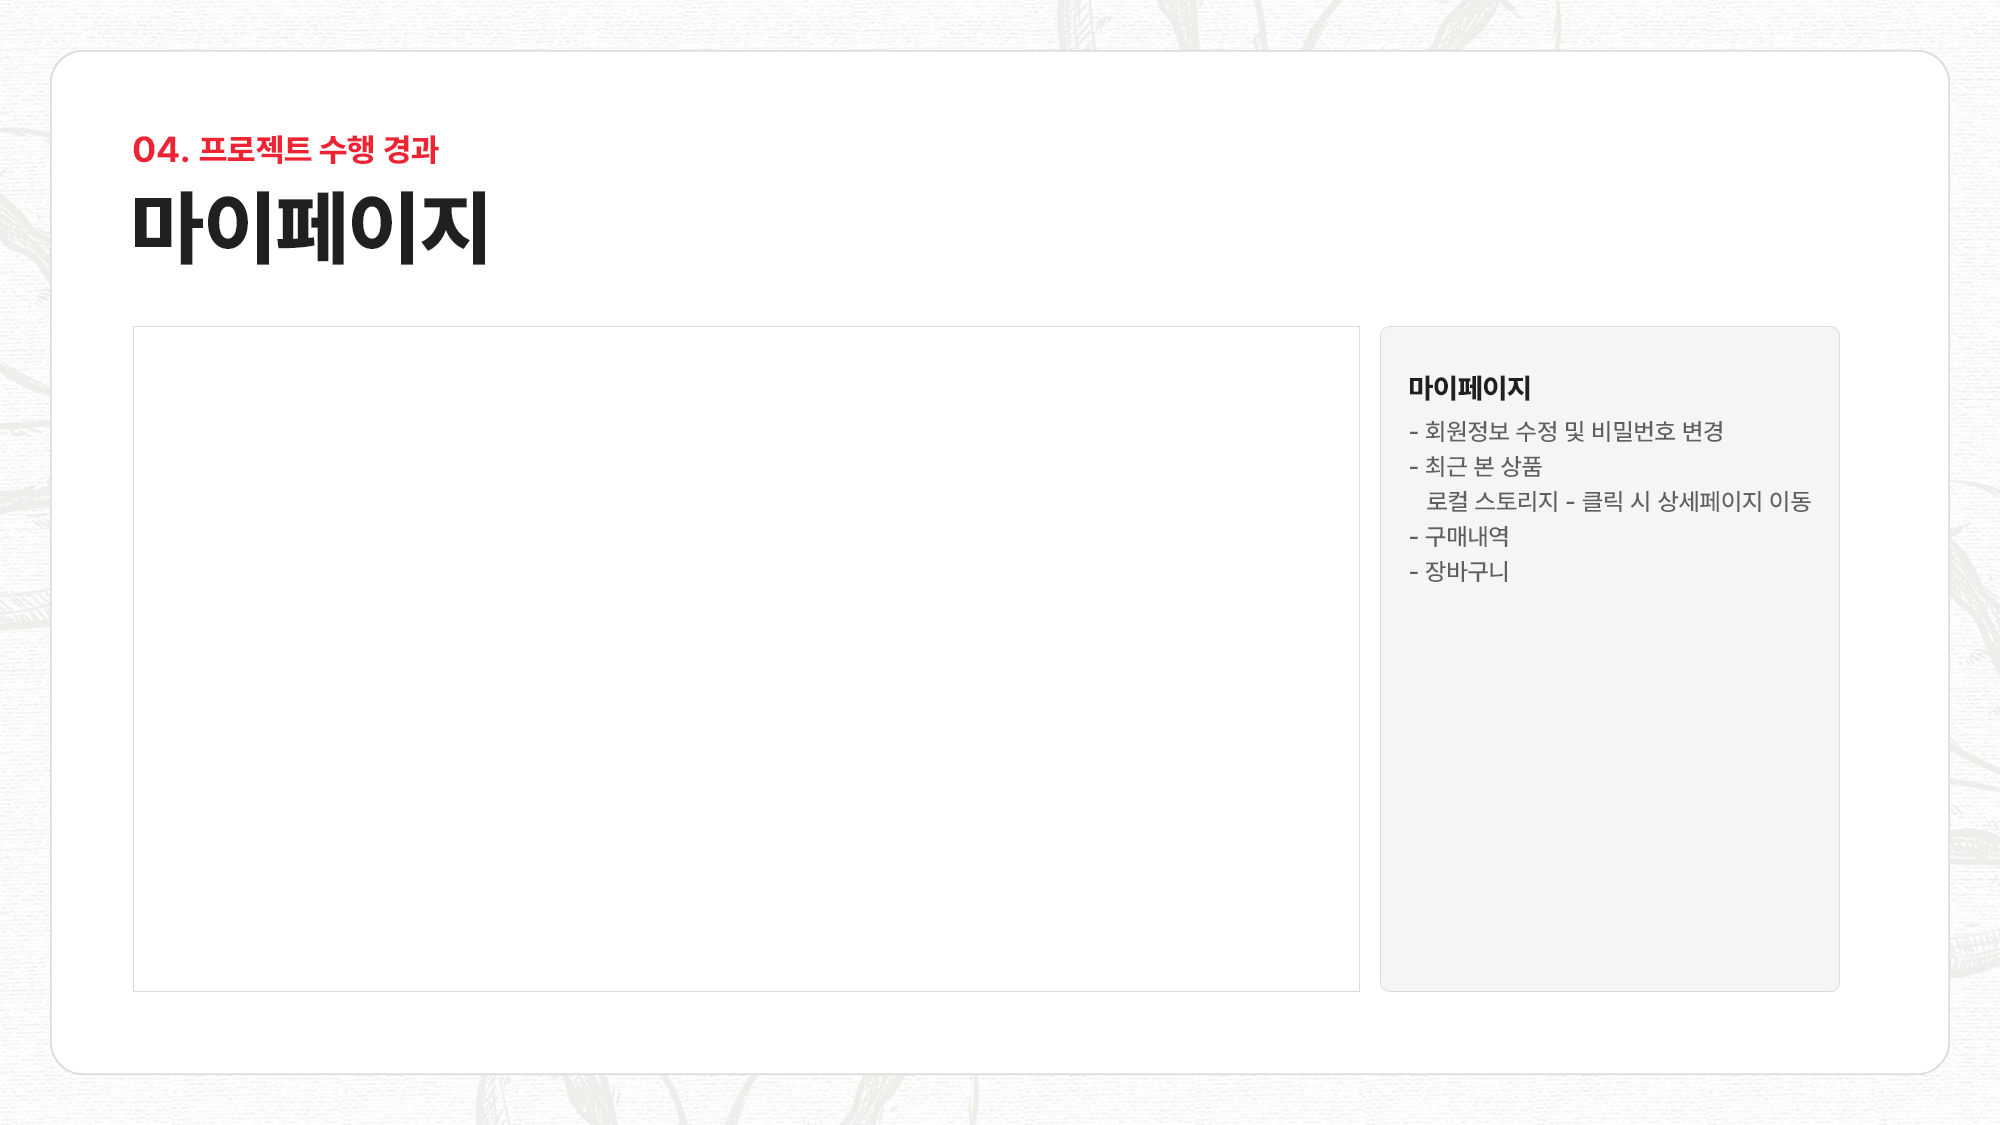 04. 프로젝트 수행 경과
마이페이지
마이페이지
- 회원정보 수정 및 비밀번호 변경
- 최근 본 상품
로컬 스토리지 - 클릭 시 상세페이지 이동
- 구매내역
- 장바구니